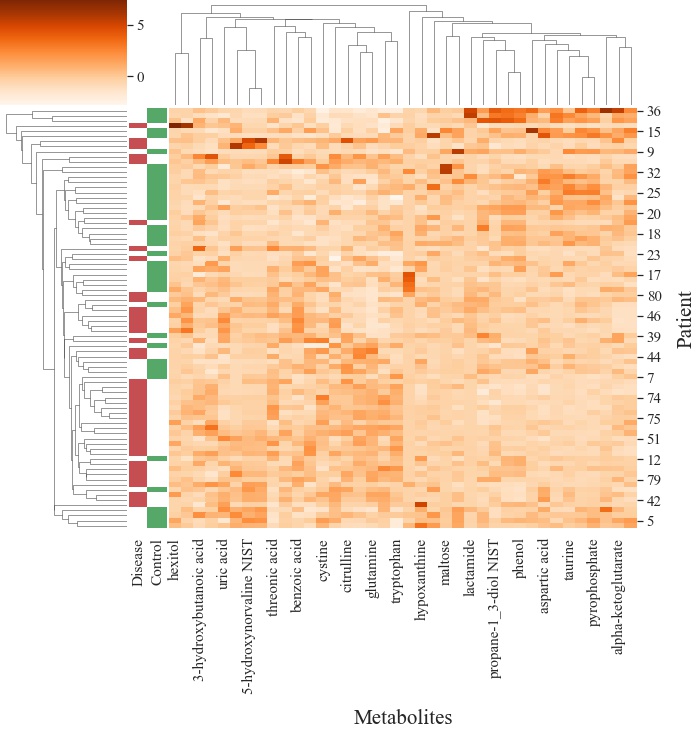 5
0
36
15
9
32
25
20
18
23
17
80
46
39
44
7
74
75
51
12
79
42
5
Patient
Disease
Control
hexitol
3-hydroxybutanoic acid
uric acid
5-hydroxynorvaline NIST
threonic acid
benzoic acid
cystine
citrulline
glutamine
tryptophan
hypoxanthine
maltose
lactamide
propane-1_3-diol NIST
phenol
aspartic acid
taurine
pyrophosphate
alpha-ketoglutarate
Metabolites